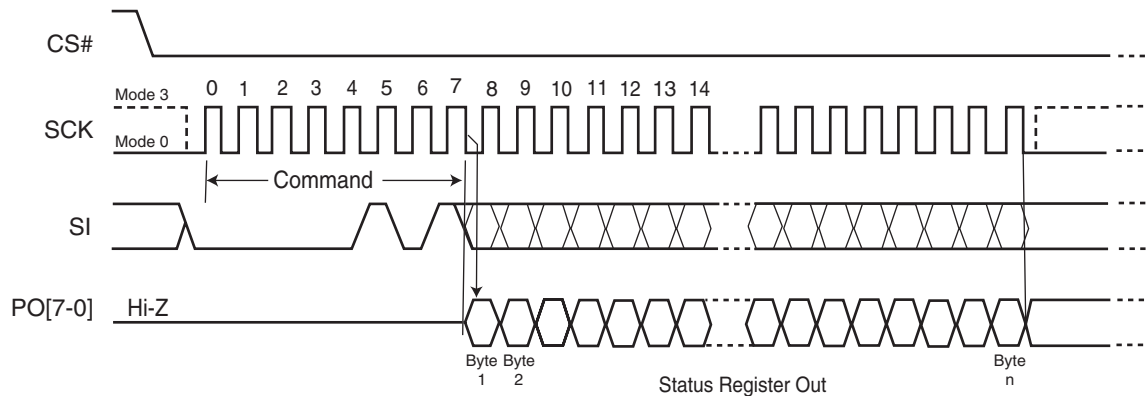 CS#
Mode 3
0 1 2 3 4 5 6 7 8 9 10 11 12 13 14
SCK
Mode 0
Command
SI
PO[7-0]
Hi-Z
Byte
1
Byte
2
Byte
n
Status Register Out